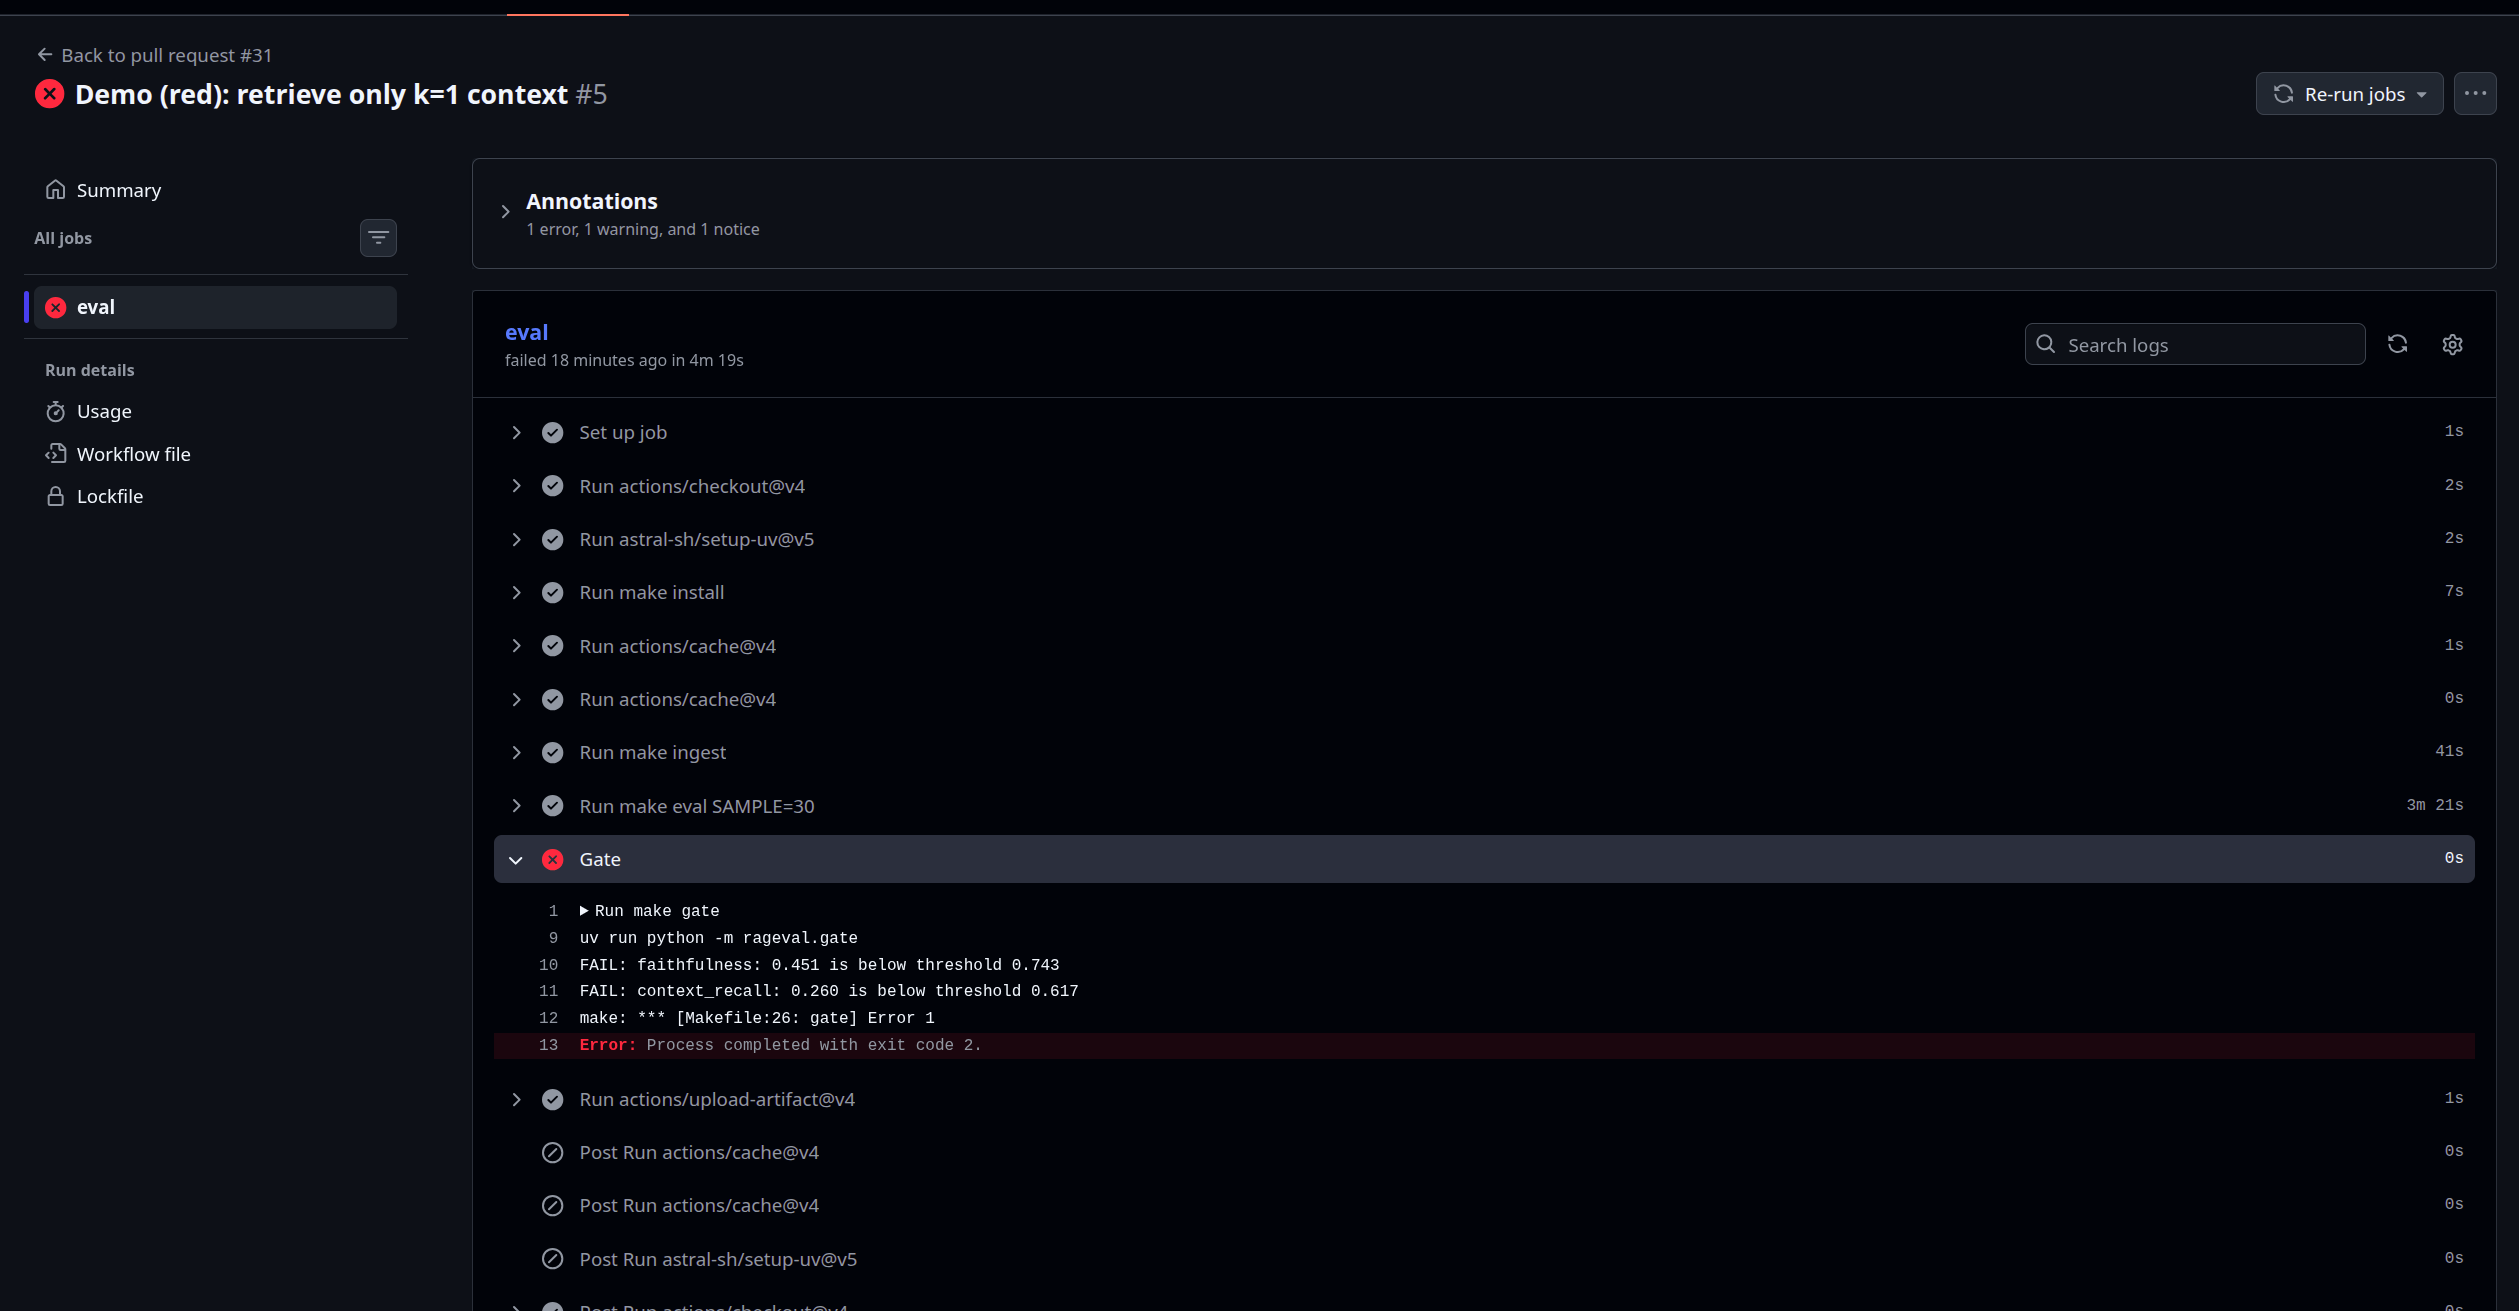 Back to pull request #31
Demo (red): retrieve only k=1 context #5
Re-run jobs
Summary
All jobs
eval
Run details
Usage
Workflow file
Lockfile
Annotations
1 error, 1 warning, and 1 notice
eval
failed 18 minutes ago in 4m 19s
Search logs
Set up job 1s
Run actions/checkout@v4 2s
Run astral-sh/setup-uv@v5 2s
Run make install 7s
Run actions/cache@v4 1s
Run actions/cache@v4 0s
Run make ingest 41s
Run make eval SAMPLE=30 3m 21s
Gate 0s
1 Run make gate
9 uv run python -m rageval.gate
10 FAIL: faithfulness: 0.451 is below threshold 0.743
11 FAIL: context_recall: 0.260 is below threshold 0.617
12 make: *** [Makefile:26: gate] Error 1
13 Error: Process completed with exit code 2.
Run actions/upload-artifact@v4 1s
Post Run actions/cache@v4 0s
Post Run actions/cache@v4 0s
Post Run astral-sh/setup-uv@v5 0s
Post Run actions/checkout@v4 0s